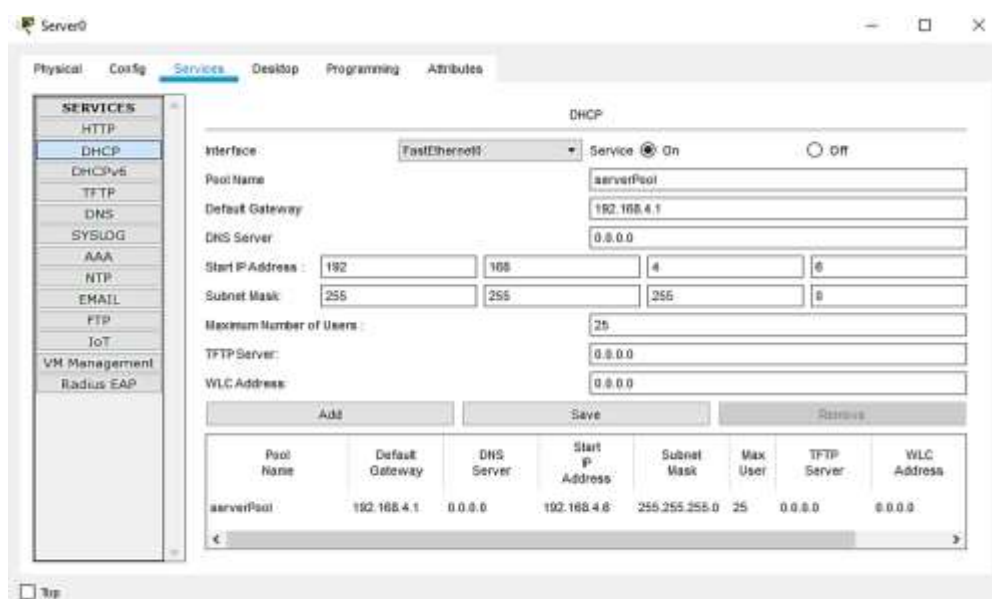 Server0
Physical Config Services Desktop Programming Attributes
SERVICES
HTTP
DHCP
DHCPv6
TFTP
DNS
SYSLOG
AAA
NTP
EMAIL
FTP
IoT
VM Management
Radius EAP
DHCP
Interface FastEthernet0 Service On Off
Pool Name serverPool
Default Gateway 192.168.4.1
DNS Server 0.0.0.0
Start IP Address : 192 168 4 6
Subnet Mask: 255 255 255 0
Maximum Number of Users : 25
TFTP Server: 0.0.0.0
WLC Address: 0.0.0.0
Add Save Remove
Pool Name Default Gateway DNS Server Start IP Address Subnet Mask Max User TFTP Server WLC Address
serverPool 192.168.4.1 0.0.0.0 192.168.4.6 255.255.255.0 25 0.0.0.0 0.0.0.0
Top